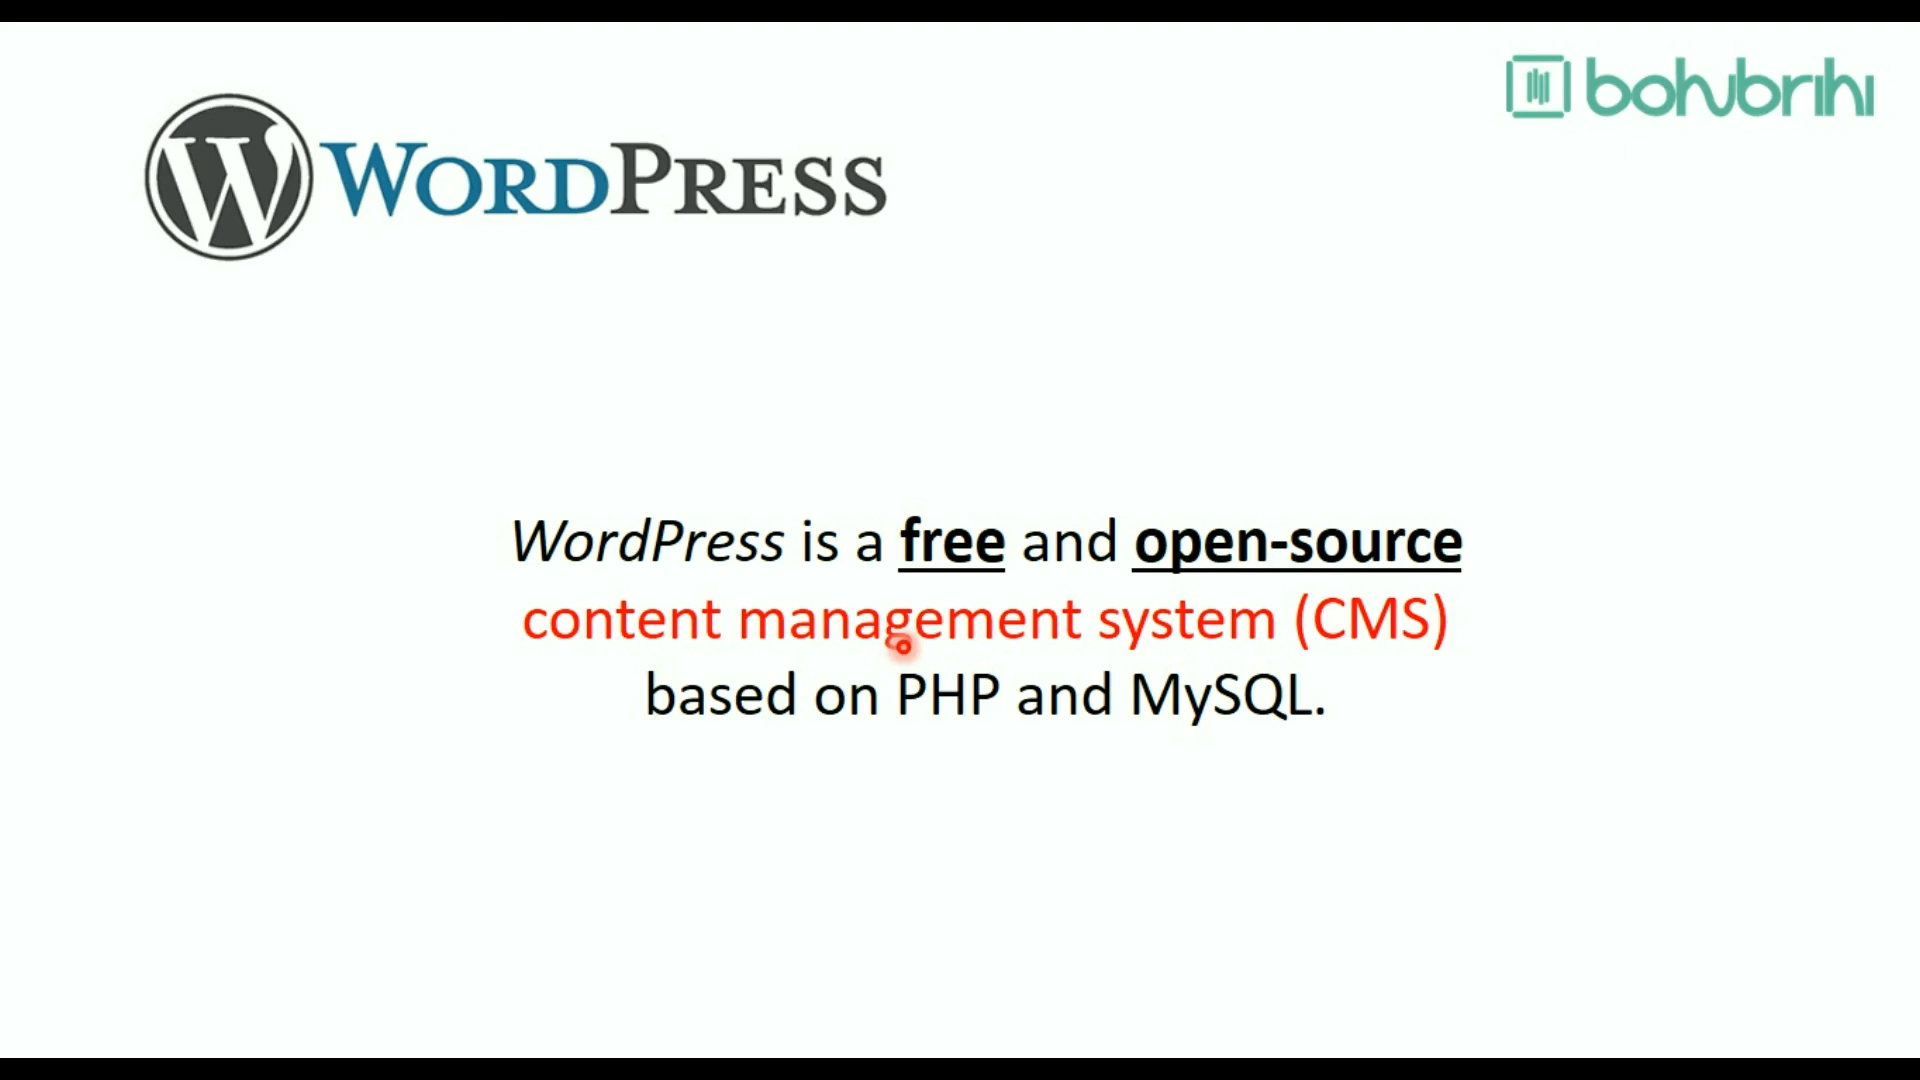 WORDPRESS
bohubrihi
WordPress is a free and open-source
content management system (CMS)
based on PHP and MySQL.